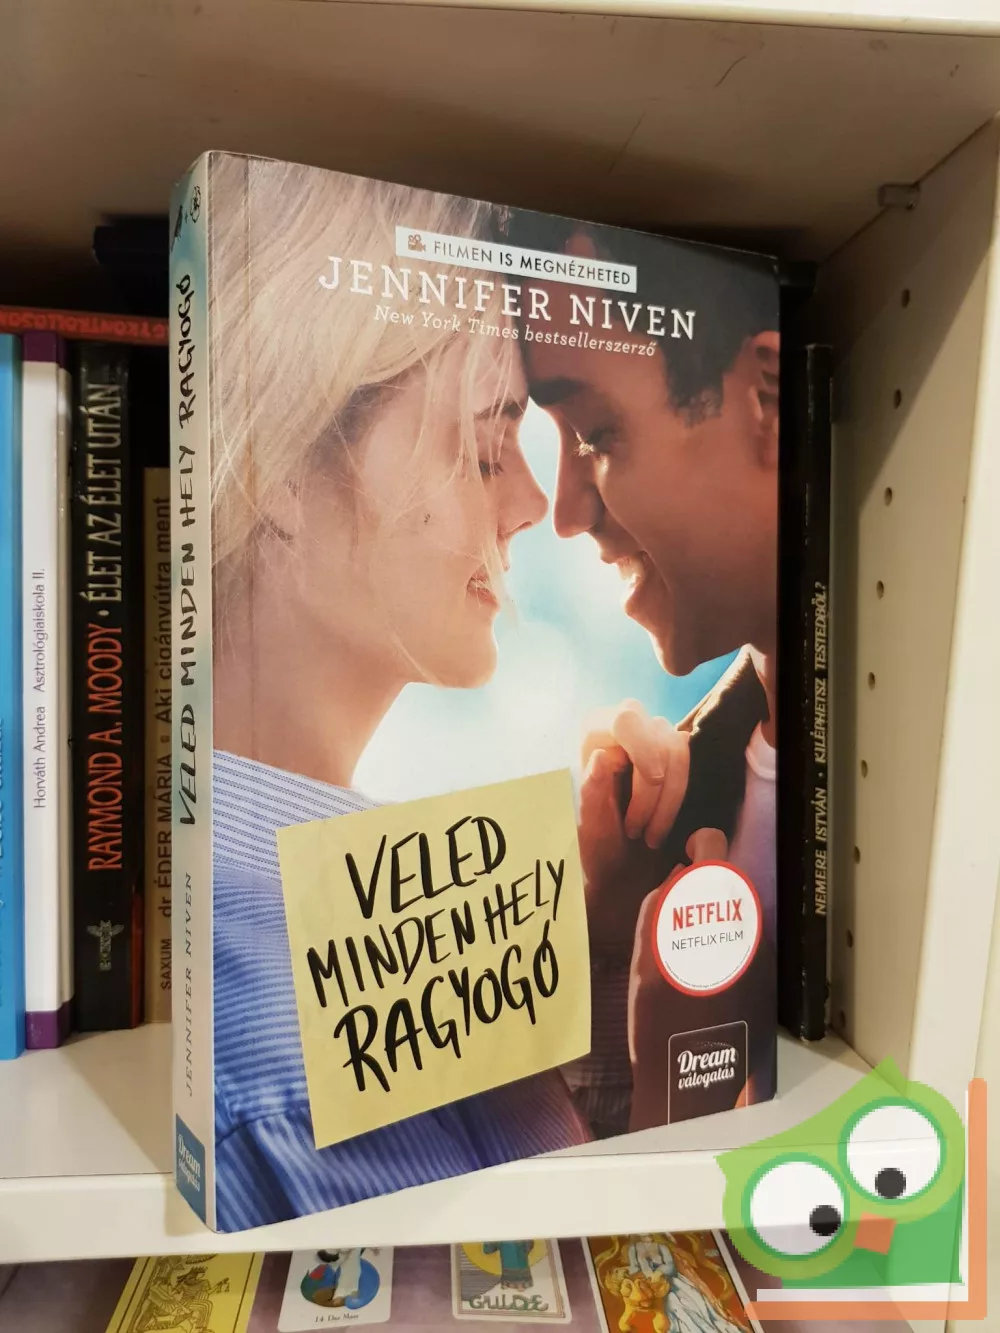 FILMEN IS MEGNÉZHETED
JENNIFER NIVEN
New York Times bestsellerszerző
VELED
MINDEN HELY
RAGYOGÓ
NETFLIX
NETFLIX FILM
Dream
válogatás
JENNIFER NIVEN VELED MINDEN HELY RAGYOGÓ
Dream
válogatás
Horváth Andrea Asztrológiaiskola II.
RAYMOND A. MOODY • ÉLET AZ ÉLET UTÁN
SAXUM dr. ÉDER MÁRIA Aki cigányútra ment
NEMERE ISTVÁN • KILÉPHETSZ TESTEDBŐL?
GUIDE